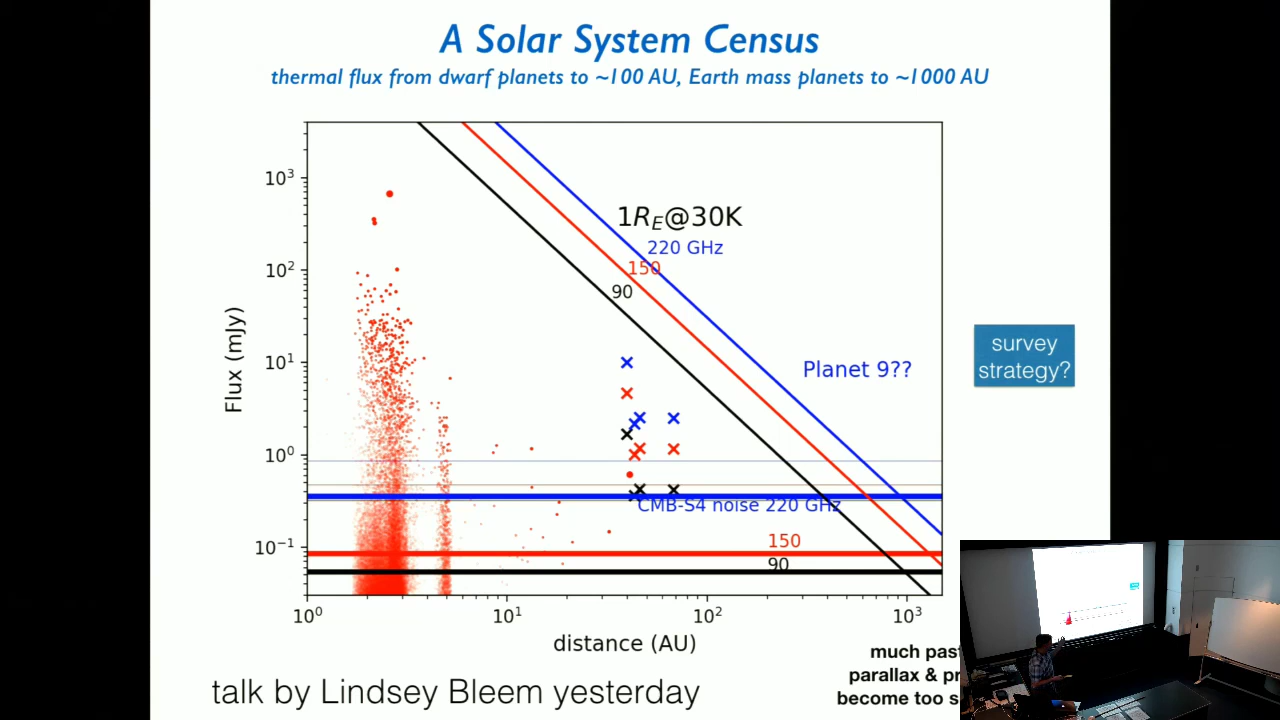 A Solar System Census
thermal flux from dwarf planets to ~100 AU, Earth mass planets to ~1000 AU
10³
10²
10¹
10⁰
10⁻¹
Flux (mJy)
1R_E@30K
220 GHz
150
90
Planet 9??
CMB-S4 noise 220 GHz
150
90
10⁰ 10¹ 10² 10³
distance (AU)
survey
strategy?
much past
parallax &
become too
talk by Lindsey Bleem yesterday